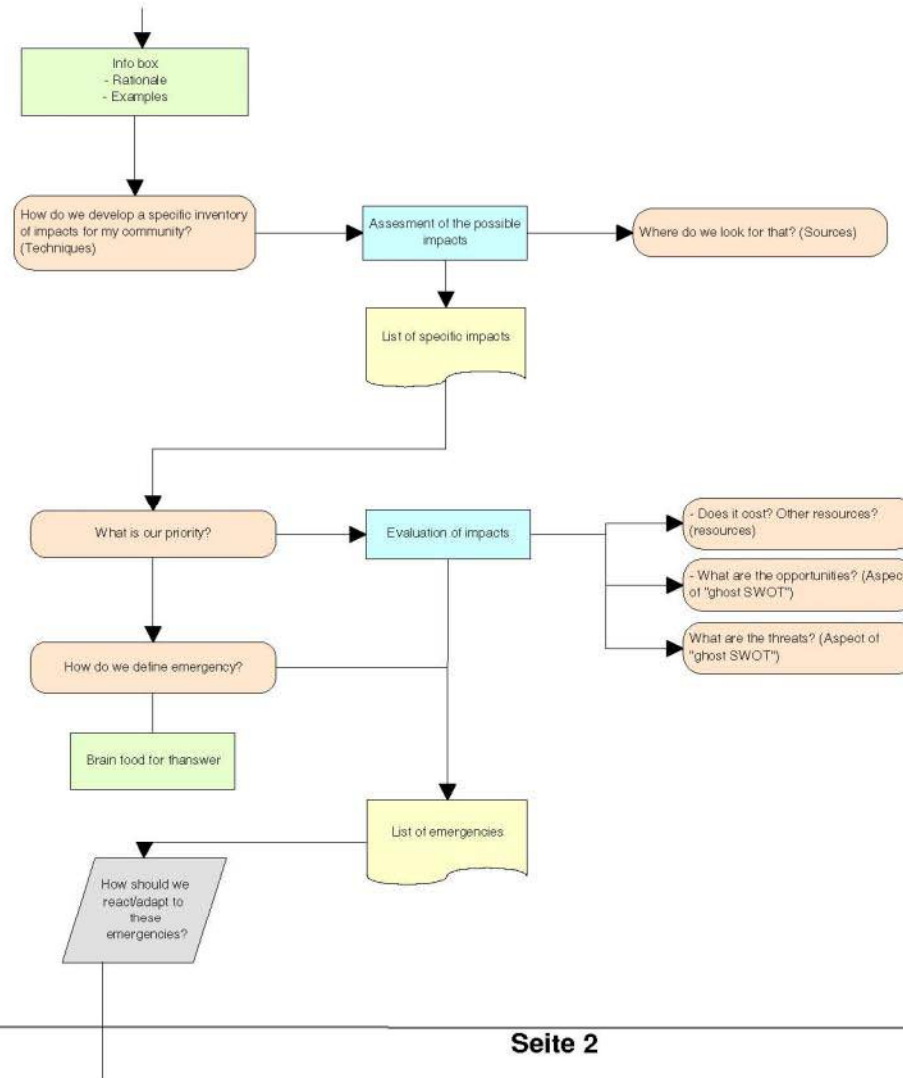 Info box
- Rationale
- Examples
How do we develop a specific inventory
of impacts for my community?
(Techniques)
Assesment of the possible
impacts
Where do we look for that? (Sources)
List of specific impacts
What is our priority?
Evaluation of impacts
- Does it cost? Other resources?
(resources)
- What are the opportunities? (Aspect
of "ghost SWOT")
What are the threats? (Aspect of
"ghost SWOT")
How do we define emergency?
Brain food for thanswer
List of emergencies
How should we
react/adapt to
these
emergencies?
Seite 2